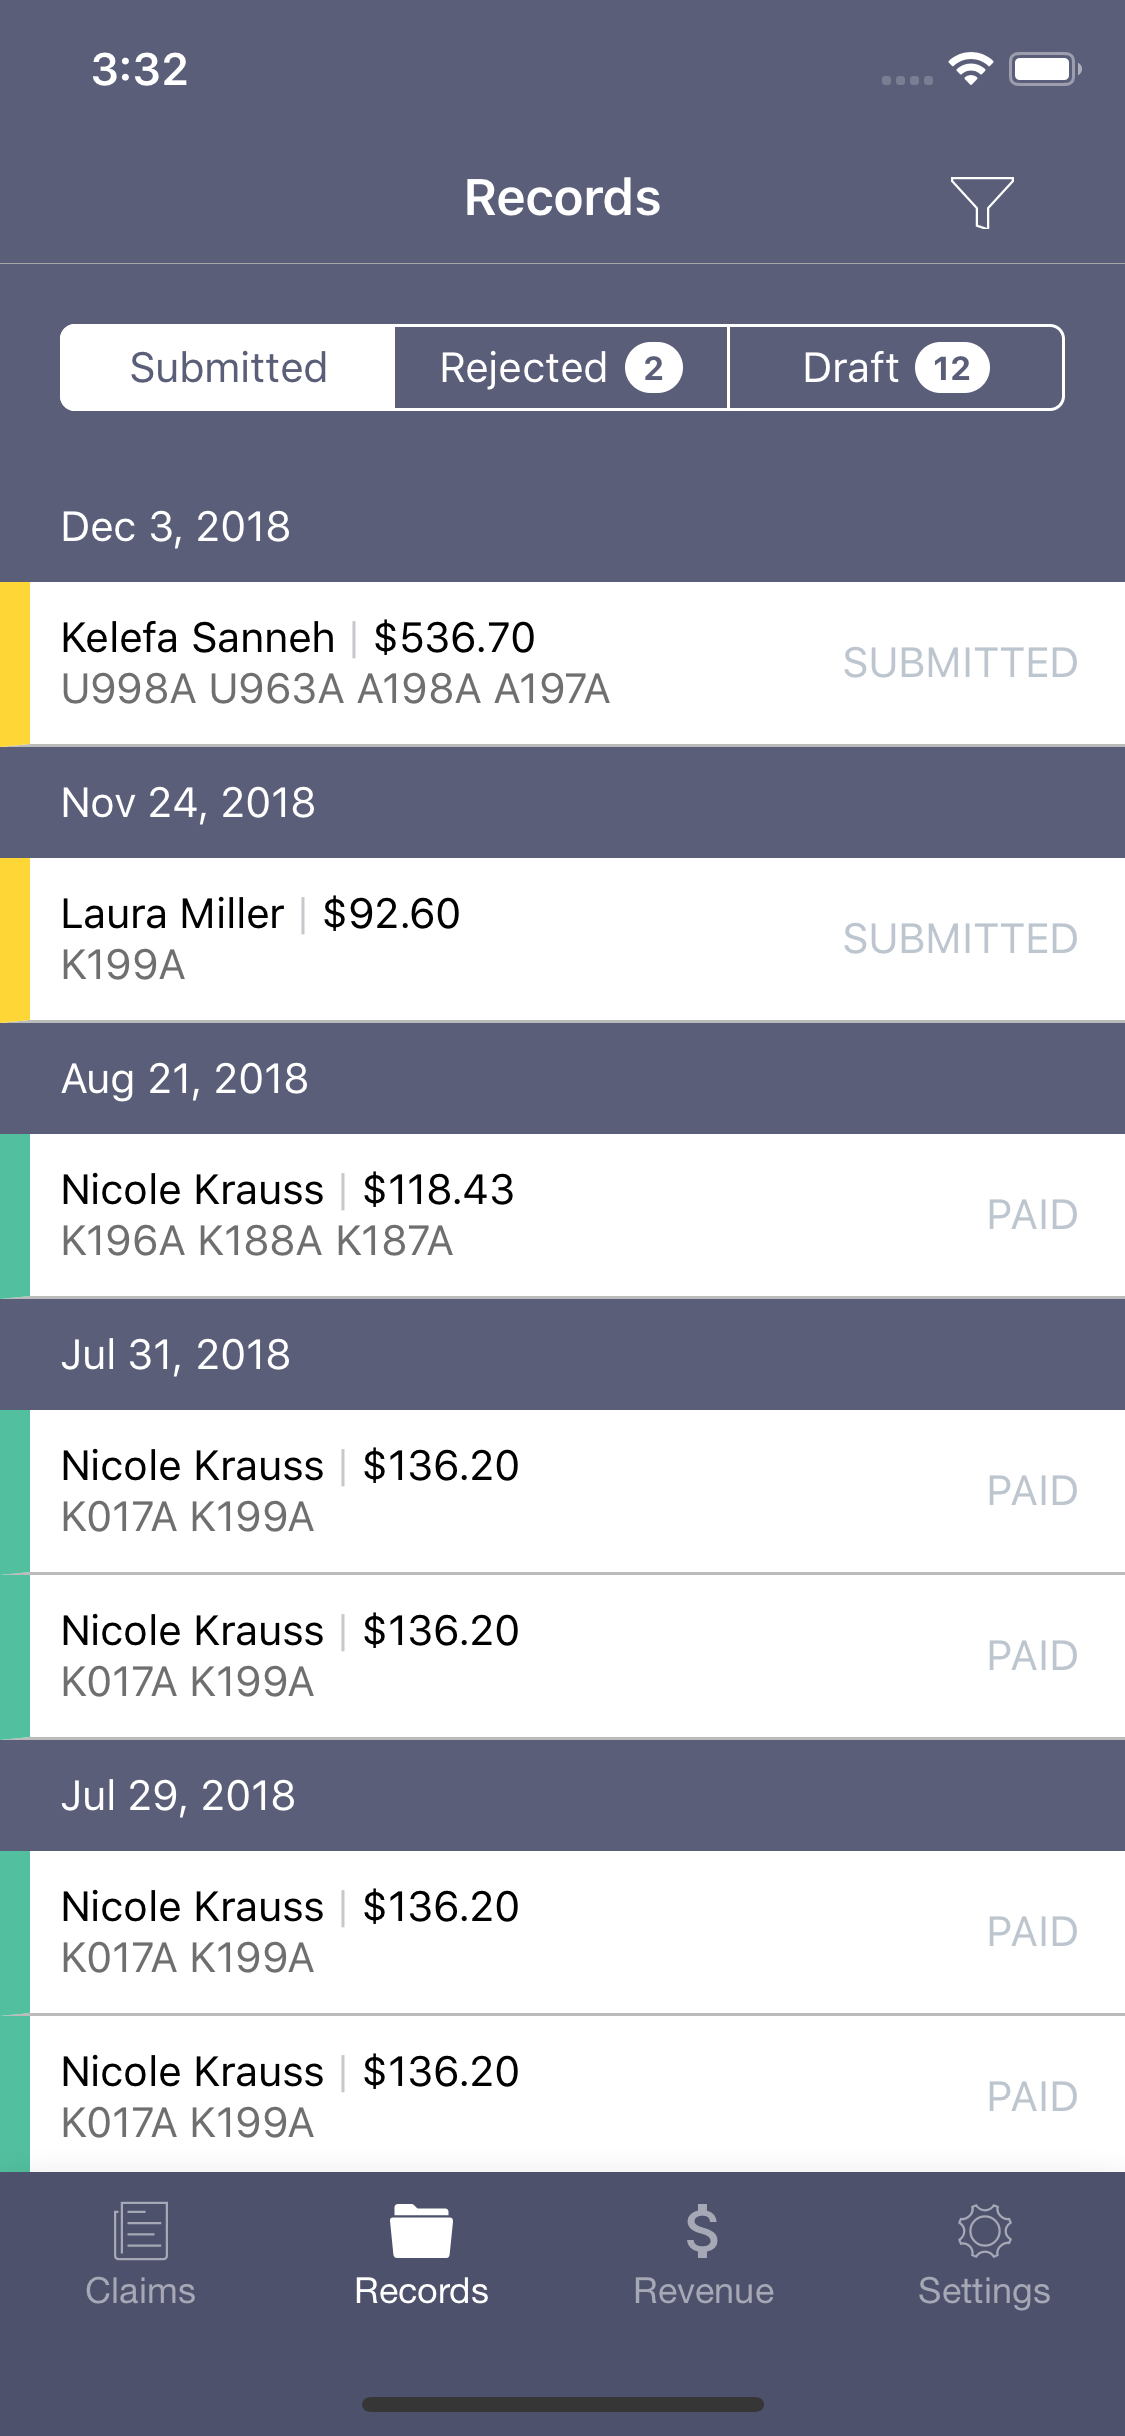 3:32
Records
Submitted Rejected 2 Draft 12
Dec 3, 2018
Kelefa Sanneh | $536.70
U998A U963A A198A A197A
SUBMITTED
Nov 24, 2018
Laura Miller | $92.60
K199A
SUBMITTED
Aug 21, 2018
Nicole Krauss | $118.43
K196A K188A K187A
PAID
Jul 31, 2018
Nicole Krauss | $136.20
K017A K199A
PAID
Nicole Krauss | $136.20
K017A K199A
PAID
Jul 29, 2018
Nicole Krauss | $136.20
K017A K199A
PAID
Nicole Krauss | $136.20
K017A K199A
PAID
Claims Records Revenue Settings